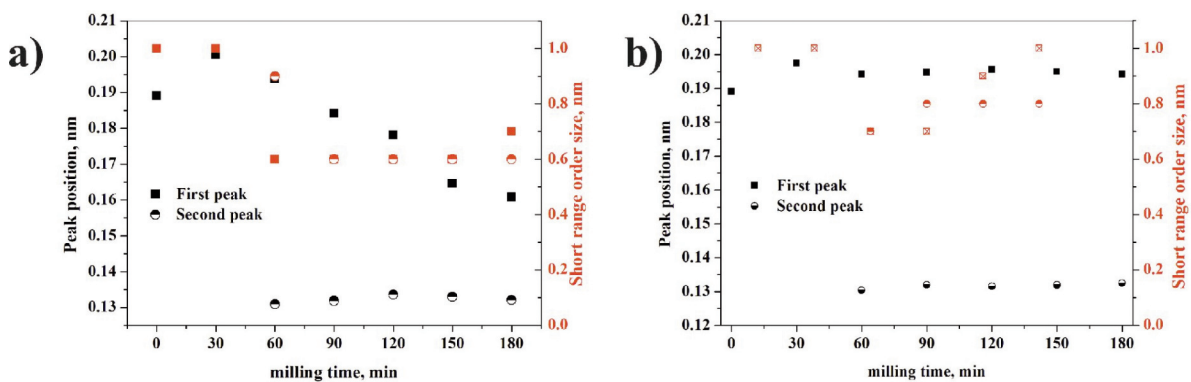 a)
Peak position, nm
0.21
0.20
0.19
0.18
0.17
0.16
0.15
0.14
0.13
First peak
Second peak
0 30 60 90 120 150 180
milling time, min
1.0
0.8
0.6
0.4
0.2
0.0
Short range order size, nm
b)
Peak position, nm
0.21
0.20
0.19
0.18
0.17
0.16
0.15
0.14
0.13
0.12
First peak
Second peak
0 30 60 90 120 150 180
milling time, min
1.0
0.8
0.6
0.4
0.2
0.0
Short range order size, nm